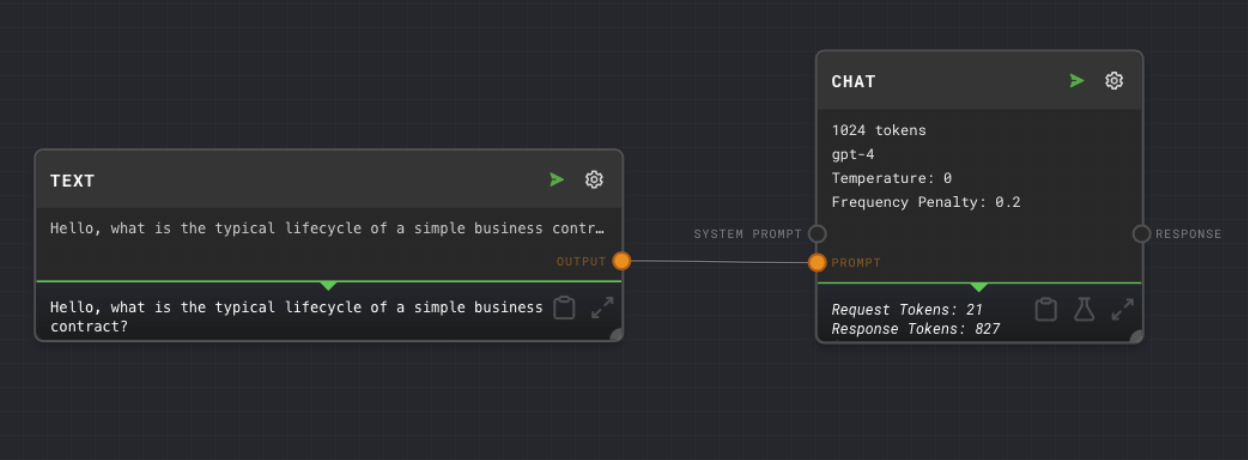 TEXT
Hello, what is the typical lifecycle of a simple business contr…
OUTPUT
Hello, what is the typical lifecycle of a simple business
contract?
CHAT
1024 tokens
gpt-4
Temperature: 0
Frequency Penalty: 0.2
SYSTEM PROMPT
RESPONSE
PROMPT
Request Tokens: 21
Response Tokens: 827